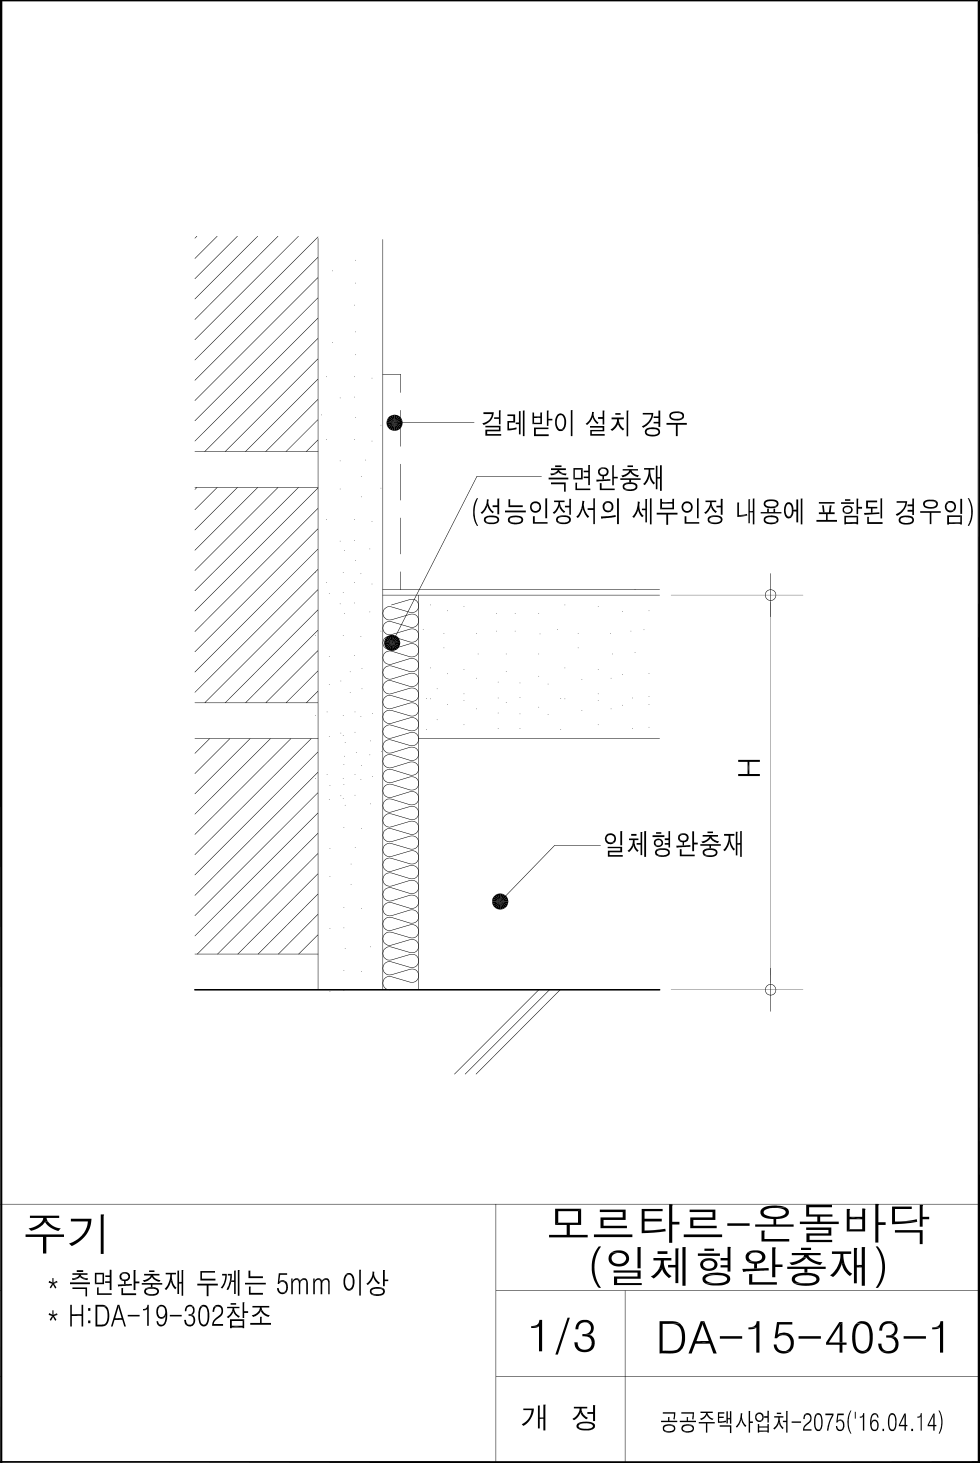 걸레받이 설치 경우
측면완충재
(성능인정서의 세부인정 내용에 포함된 경우임)
H
일체형완충재
주기
* 측면완충재 두께는 5mm 이상
* H:DA-19-302참조
모르타르-온돌바닥
(일체형완충재)
1/3
DA-15-403-1
개 정
공공주택사업처-2075('16.04.14)